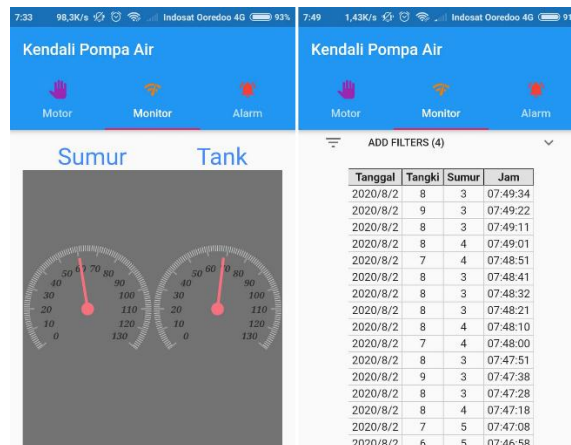 7:33 98,3K/s Indosat Ooredoo 4G 93%
Kendali Pompa Air
Motor Monitor Alarm
Sumur Tank
0 10 20 30 40 50 60 70 80 90 100 110 120 130
0 10 20 30 40 50 60 70 80 90 100 110 120 130
7:49 1,43K/s Indosat Ooredoo 4G 91
Kendali Pompa Air
Motor Monitor Alarm
ADD FILTERS (4)
Tanggal Tangki Sumur Jam
2020/8/2 8 3 07:49:34
2020/8/2 9 3 07:49:22
2020/8/2 8 3 07:49:11
2020/8/2 8 4 07:49:01
2020/8/2 7 4 07:48:51
2020/8/2 8 3 07:48:41
2020/8/2 8 3 07:48:32
2020/8/2 8 3 07:48:21
2020/8/2 8 4 07:48:10
2020/8/2 7 4 07:48:00
2020/8/2 8 3 07:47:51
2020/8/2 9 3 07:47:38
2020/8/2 8 3 07:47:28
2020/8/2 8 4 07:47:18
2020/8/2 7 5 07:47:08
2020/8/2 6 5 07:46:58